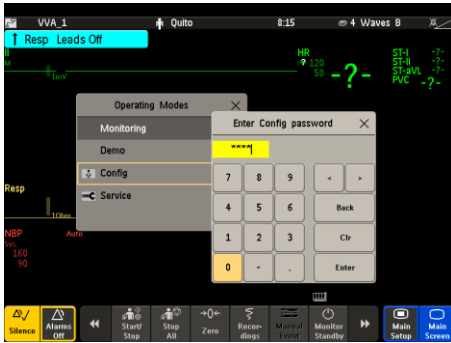 VVA_1 Quito 8:15 4 Waves B
Resp Leads Off
II
M
1mV
HR
? 120
50 -?-
ST-I -?-
ST-II -?-
ST-aVL -?-
PVC -?-
Operating Modes
Monitoring
Demo
Config
Service
Enter Config password
****
7 8 9 < >
4 5 6 Back
1 2 3 Clr
0 - . Enter
Resp
1Ohm
NBP Auto
Sys.
160
90
Silence
Alarms Off
Start/ Stop
Stop All
Zero
Recor- dings
Manual Event
Monitor Standby
Main Setup
Main Screen